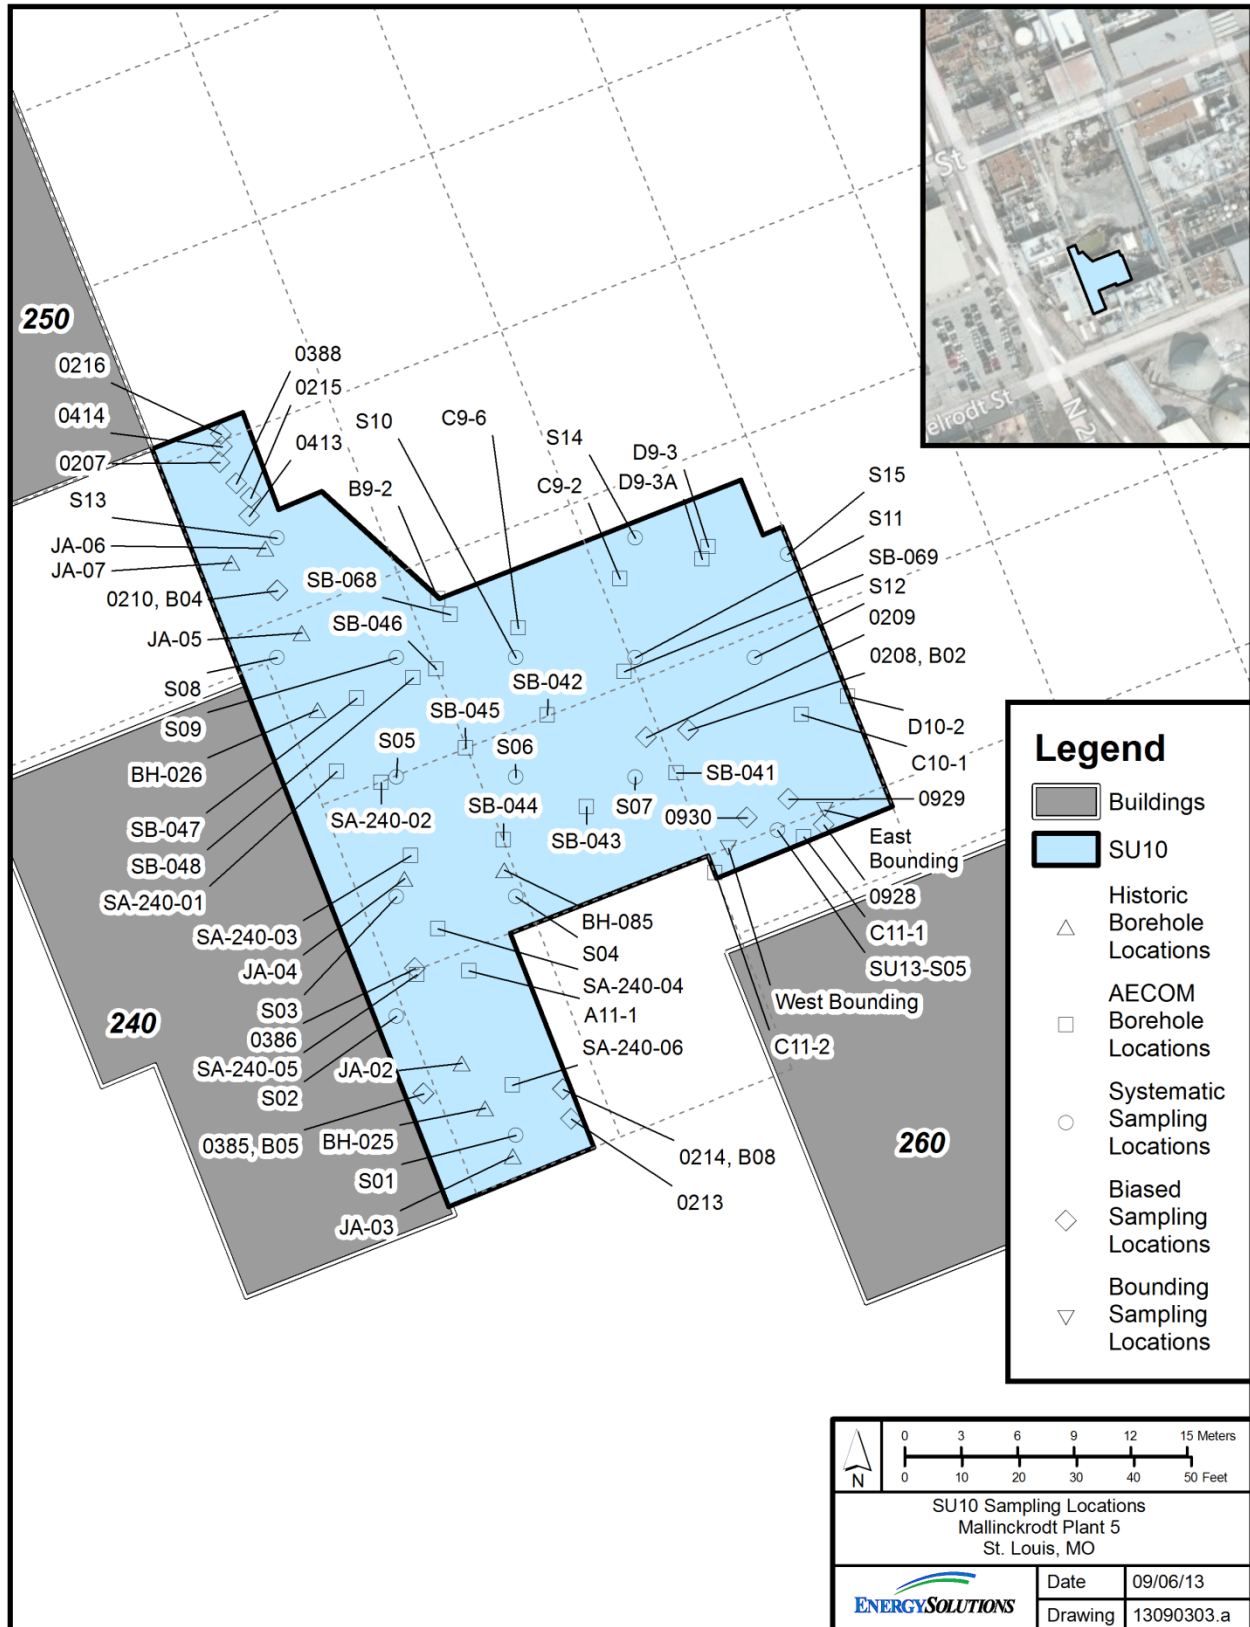 St
elrodt St
N 2
250
0216
0414
0207
S13
JA-06
JA-07
0210, B04
JA-05
S08
S09
BH-026
SB-047
SB-048
SA-240-01
0388
0215
0413
B9-2
SB-068
SB-046
S10
C9-6
S14
C9-2
D9-3
D9-3A
S15
S11
SB-069
S12
0209
0208, B02
D10-2
C10-1
0929
East
Bounding
0928
C11-1
SU13-S05
West Bounding
C11-2
SB-042
SB-045
S05
S06
SA-240-02
SB-044
SB-043
S07
SB-041
0930
SA-240-03
JA-04
S03
0386
SA-240-05
S02
0385, B05
BH-085
S04
SA-240-04
A11-1
SA-240-06
JA-02
BH-025
S01
JA-03
0214, B08
0213
240
260
Legend
Buildings
SU10
Historic
Borehole
Locations
AECOM
Borehole
Locations
Systematic
Sampling
Locations
Biased
Sampling
Locations
Bounding
Sampling
Locations
N
0 3 6 9 12 15 Meters
0 10 20 30 40 50 Feet
SU10 Sampling Locations
Mallinckrodt Plant 5
St. Louis, MO
ENERGYSOLUTIONS
Date 09/06/13
Drawing 13090303.a